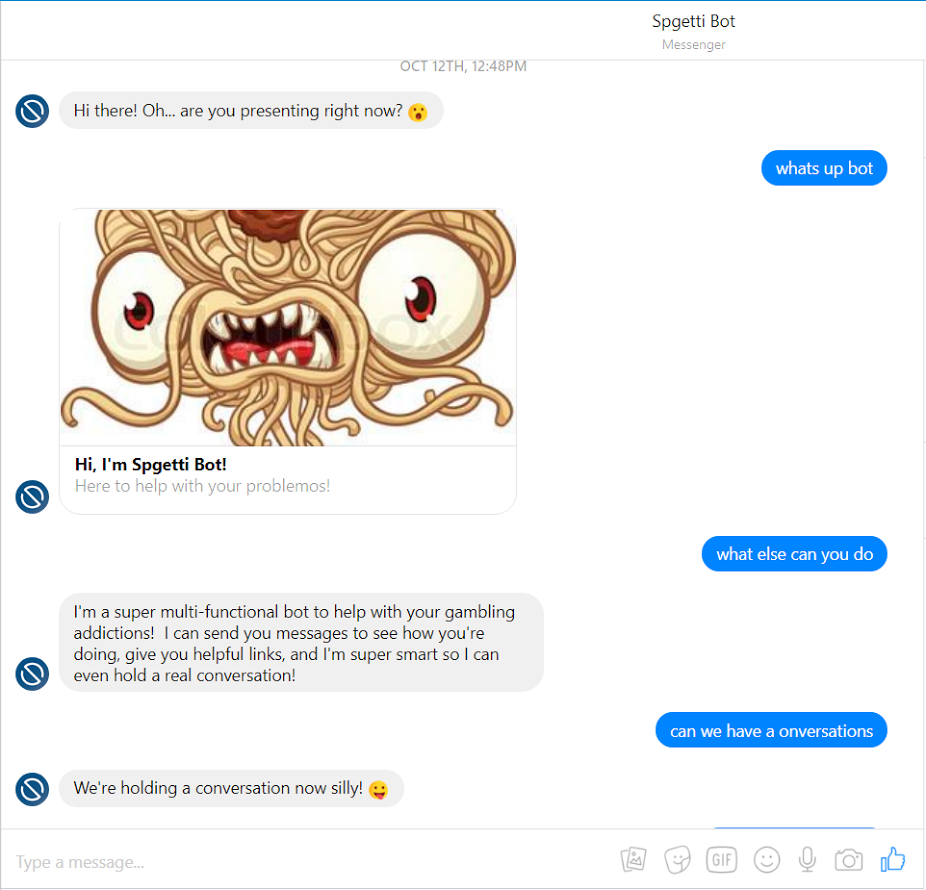 Spgetti Bot
Messenger
OCT 12TH, 12:48PM
Hi there! Oh... are you presenting right now? 😮
whats up bot
Hi, I'm Spgetti Bot!
Here to help with your problemos!
what else can you do
I'm a super multi-functional bot to help with your gambling
addictions!  I can send you messages to see how you're
doing, give you helpful links, and I'm super smart so I can
even hold a real conversation!
can we have a onversations
We're holding a conversation now silly! 😜
Type a message...
GIF